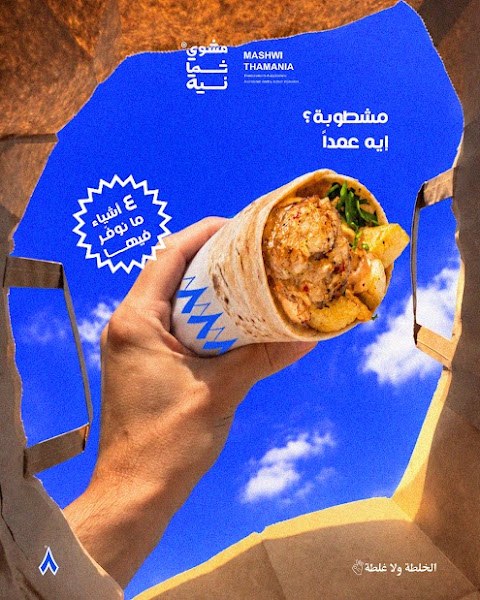 مشوي
ثما
نية
MASHWI
THAMANIA
مشطوبة؟
إيه عمداً
٤ أشياء
ما نوفر
فيها
الخلطة ولا غلطة